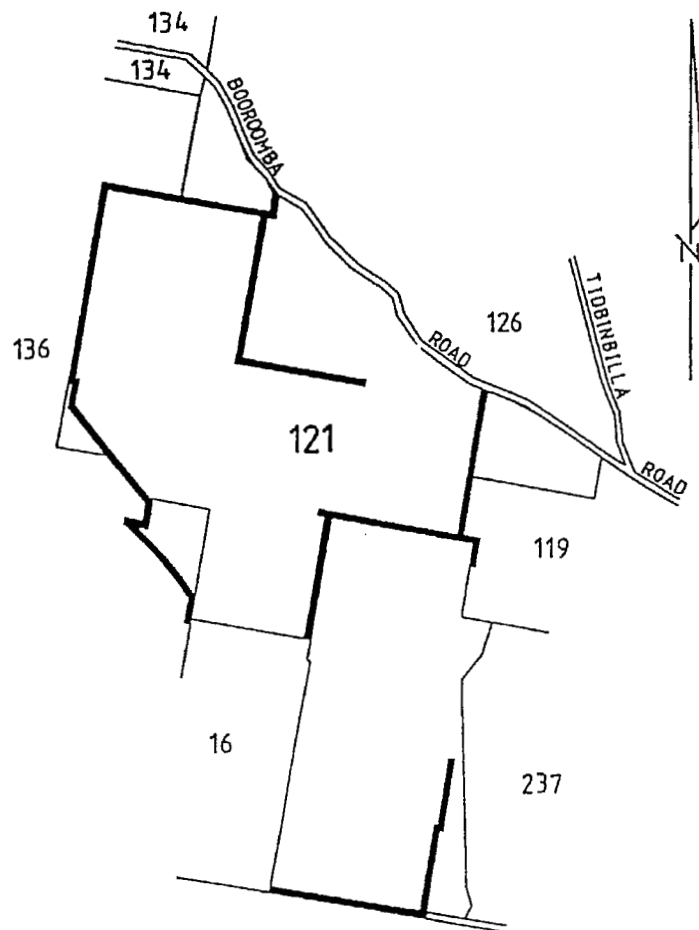 134
134
BOOROOMBA
N
TIDBINBILLA
126
ROAD
136
121
ROAD
119
16
237